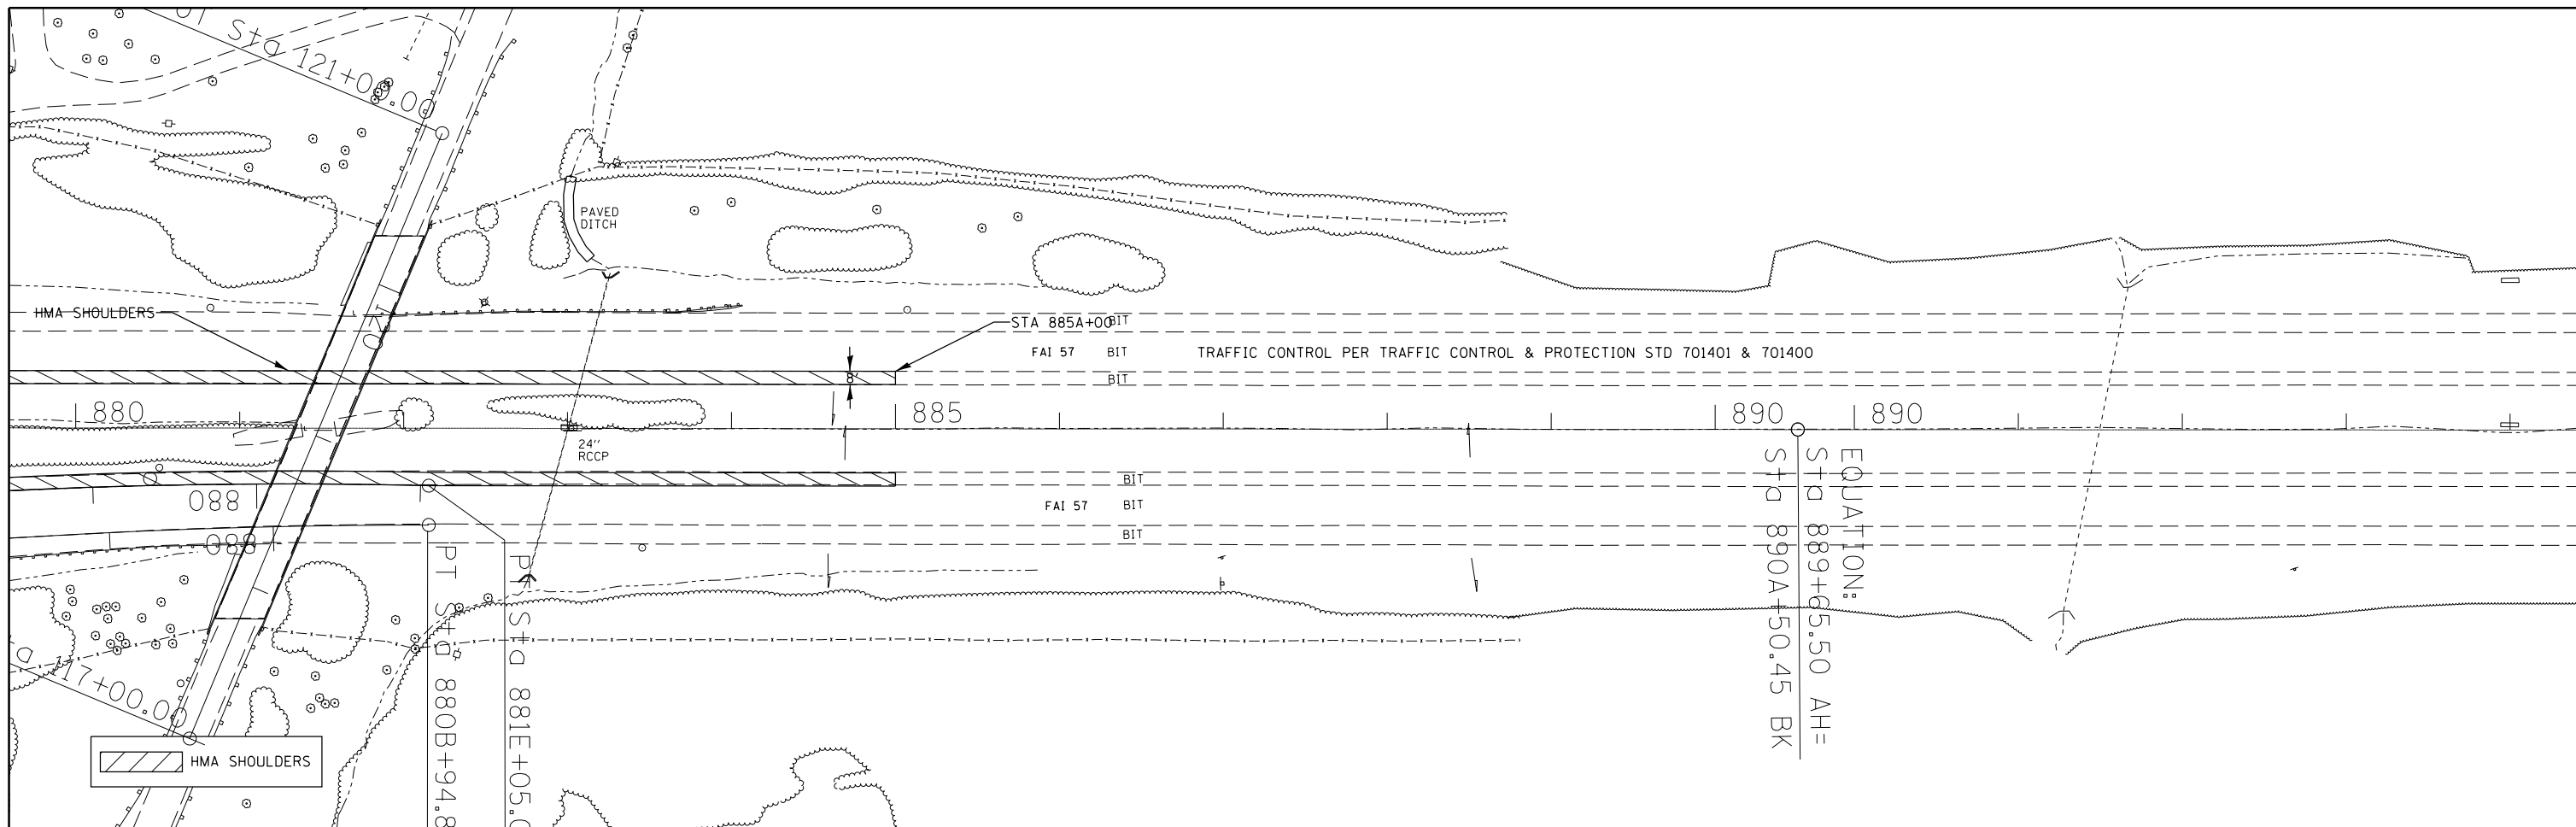 Sta 121+00.00
PAVED
DITCH
HMA SHOULDERS
STA 885A+00
BIT
FAI 57
BIT
TRAFFIC CONTROL PER TRAFFIC CONTROL & PROTECTION STD 701401 & 701400
8'
BIT
880
885
890
890
24''
RCCP
880
BIT
FAI 57
BIT
880
BIT
EQUATION:
Sta 889+65.50 AH=
Sta 890A+50.45 BK
PT Sta 880B+94.8
PT Sta 881E+05.0
a 117+00.00
HMA SHOULDERS